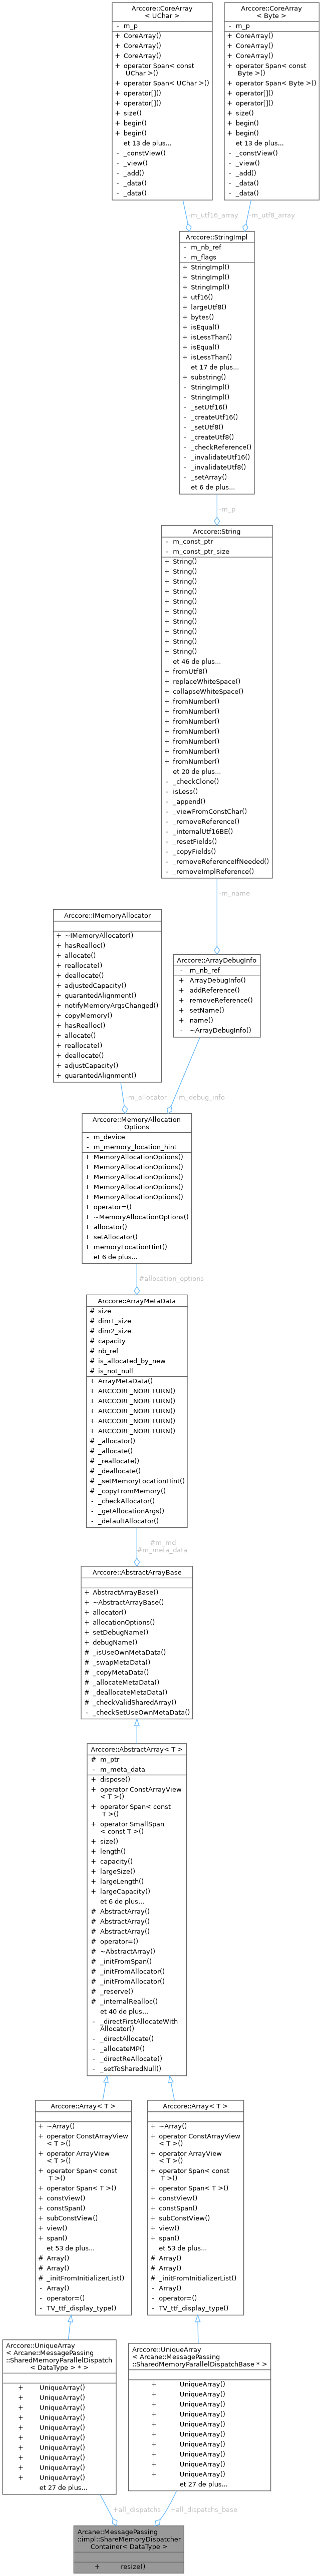 Arccore::CoreArray
< UChar >
- m_p
+ CoreArray()
+ CoreArray()
+ CoreArray()
+ operator Span< const
UChar >()
+ operator Span< UChar >()
+ operator[]()
+ operator[]()
+ size()
+ begin()
+ begin()
et 13 de plus...
- _constView()
- _view()
- _add()
- _data()
- _data()
Arccore::CoreArray
< Byte >
- m_p
+ CoreArray()
+ CoreArray()
+ CoreArray()
+ operator Span< const
Byte >()
+ operator Span< Byte >()
+ operator[]()
+ operator[]()
+ size()
+ begin()
+ begin()
et 13 de plus...
- _constView()
- _view()
- _add()
- _data()
- _data()
-m_utf16_array
-m_utf8_array
Arccore::StringImpl
- m_nb_ref
- m_flags
+ StringImpl()
+ StringImpl()
+ StringImpl()
+ utf16()
+ largeUtf8()
+ bytes()
+ isEqual()
+ isLessThan()
+ isEqual()
+ isLessThan()
et 17 de plus...
+ substring()
- StringImpl()
- StringImpl()
- _setUtf16()
- _createUtf16()
- _setUtf8()
- _createUtf8()
- _checkReference()
- _invalidateUtf16()
- _invalidateUtf8()
- _setArray()
et 6 de plus...
-m_p
Arccore::String
- m_const_ptr
- m_const_ptr_size
+ String()
+ String()
+ String()
+ String()
+ String()
+ String()
+ String()
+ String()
+ String()
+ String()
et 46 de plus...
+ fromUtf8()
+ replaceWhiteSpace()
+ collapseWhiteSpace()
+ fromNumber()
+ fromNumber()
+ fromNumber()
+ fromNumber()
+ fromNumber()
+ fromNumber()
+ fromNumber()
et 20 de plus...
- _checkClone()
- isLess()
- _append()
- _viewFromConstChar()
- _removeReference()
- _internalUtf16BE()
- _resetFields()
- _copyFields()
- _removeReferenceIfNeeded()
- _removeImplReference()
-m_name
Arccore::IMemoryAllocator
+ ~IMemoryAllocator()
+ hasRealloc()
+ allocate()
+ reallocate()
+ deallocate()
+ adjustedCapacity()
+ guarantedAlignment()
+ notifyMemoryArgsChanged()
+ copyMemory()
+ hasRealloc()
+ allocate()
+ reallocate()
+ deallocate()
+ adjustCapacity()
+ guarantedAlignment()
Arccore::ArrayDebugInfo
- m_nb_ref
+ ArrayDebugInfo()
+ addReference()
+ removeReference()
+ setName()
+ name()
- ~ArrayDebugInfo()
-m_allocator
-m_debug_info
Arccore::MemoryAllocation
Options
- m_device
- m_memory_location_hint
+ MemoryAllocationOptions()
+ MemoryAllocationOptions()
+ MemoryAllocationOptions()
+ MemoryAllocationOptions()
+ MemoryAllocationOptions()
+ operator=()
+ ~MemoryAllocationOptions()
+ allocator()
+ setAllocator()
+ memoryLocationHint()
et 6 de plus...
#allocation_options
Arccore::ArrayMetaData
# size
# dim1_size
# dim2_size
# capacity
# nb_ref
# is_allocated_by_new
# is_not_null
+ ArrayMetaData()
+ ARCCORE_NORETURN()
+ ARCCORE_NORETURN()
+ ARCCORE_NORETURN()
+ ARCCORE_NORETURN()
+ ARCCORE_NORETURN()
# _allocator()
# _allocate()
# _reallocate()
# _deallocate()
# _setMemoryLocationHint()
# _copyFromMemory()
- _checkAllocator()
- _getAllocationArgs()
- _defaultAllocator()
#m_md
#m_meta_data
Arccore::AbstractArrayBase
+ AbstractArrayBase()
+ ~AbstractArrayBase()
+ allocator()
+ allocationOptions()
+ setDebugName()
+ debugName()
# _isUseOwnMetaData()
# _swapMetaData()
# _copyMetaData()
# _allocateMetaData()
# _deallocateMetaData()
# _checkValidSharedArray()
- _checkSetUseOwnMetaData()
Arccore::AbstractArray< T >
# m_ptr
- m_meta_data
+ dispose()
+ operator ConstArrayView
< T >()
+ operator Span< const
T >()
+ operator SmallSpan
< const T >()
+ size()
+ length()
+ capacity()
+ largeSize()
+ largeLength()
+ largeCapacity()
et 6 de plus...
# AbstractArray()
# AbstractArray()
# AbstractArray()
# operator=()
# ~AbstractArray()
# _initFromSpan()
# _initFromAllocator()
# _initFromAllocator()
# _reserve()
# _internalRealloc()
et 40 de plus...
- _directFirstAllocateWith
Allocator()
- _directAllocate()
- _allocateMP()
- _directReAllocate()
- _setToSharedNull()
Arccore::Array< T >
+ ~Array()
+ operator ConstArrayView
< T >()
+ operator ArrayView
< T >()
+ operator Span< const
T >()
+ operator Span< T >()
+ constView()
+ constSpan()
+ subConstView()
+ view()
+ span()
et 53 de plus...
# Array()
# Array()
# _initFromInitializerList()
- Array()
- operator=()
- TV_ttf_display_type()
Arccore::Array< T >
+ ~Array()
+ operator ConstArrayView
< T >()
+ operator ArrayView
< T >()
+ operator Span< const
T >()
+ operator Span< T >()
+ constView()
+ constSpan()
+ subConstView()
+ view()
+ span()
et 53 de plus...
# Array()
# Array()
# _initFromInitializerList()
- Array()
- operator=()
- TV_ttf_display_type()
Arccore::UniqueArray
< Arcane::MessagePassing
::SharedMemoryParallelDispatch
< DataType > * >
+ UniqueArray()
+ UniqueArray()
+ UniqueArray()
+ UniqueArray()
+ UniqueArray()
+ UniqueArray()
+ UniqueArray()
+ UniqueArray()
+ UniqueArray()
+ UniqueArray()
et 27 de plus...
Arccore::UniqueArray
< Arcane::MessagePassing
::SharedMemoryParallelDispatchBase * >
+ UniqueArray()
+ UniqueArray()
+ UniqueArray()
+ UniqueArray()
+ UniqueArray()
+ UniqueArray()
+ UniqueArray()
+ UniqueArray()
+ UniqueArray()
+ UniqueArray()
et 27 de plus...
+all_dispatchs
+all_dispatchs_base
Arcane::MessagePassing
::impl::ShareMemoryDispatcher
Container< DataType >
+ resize()